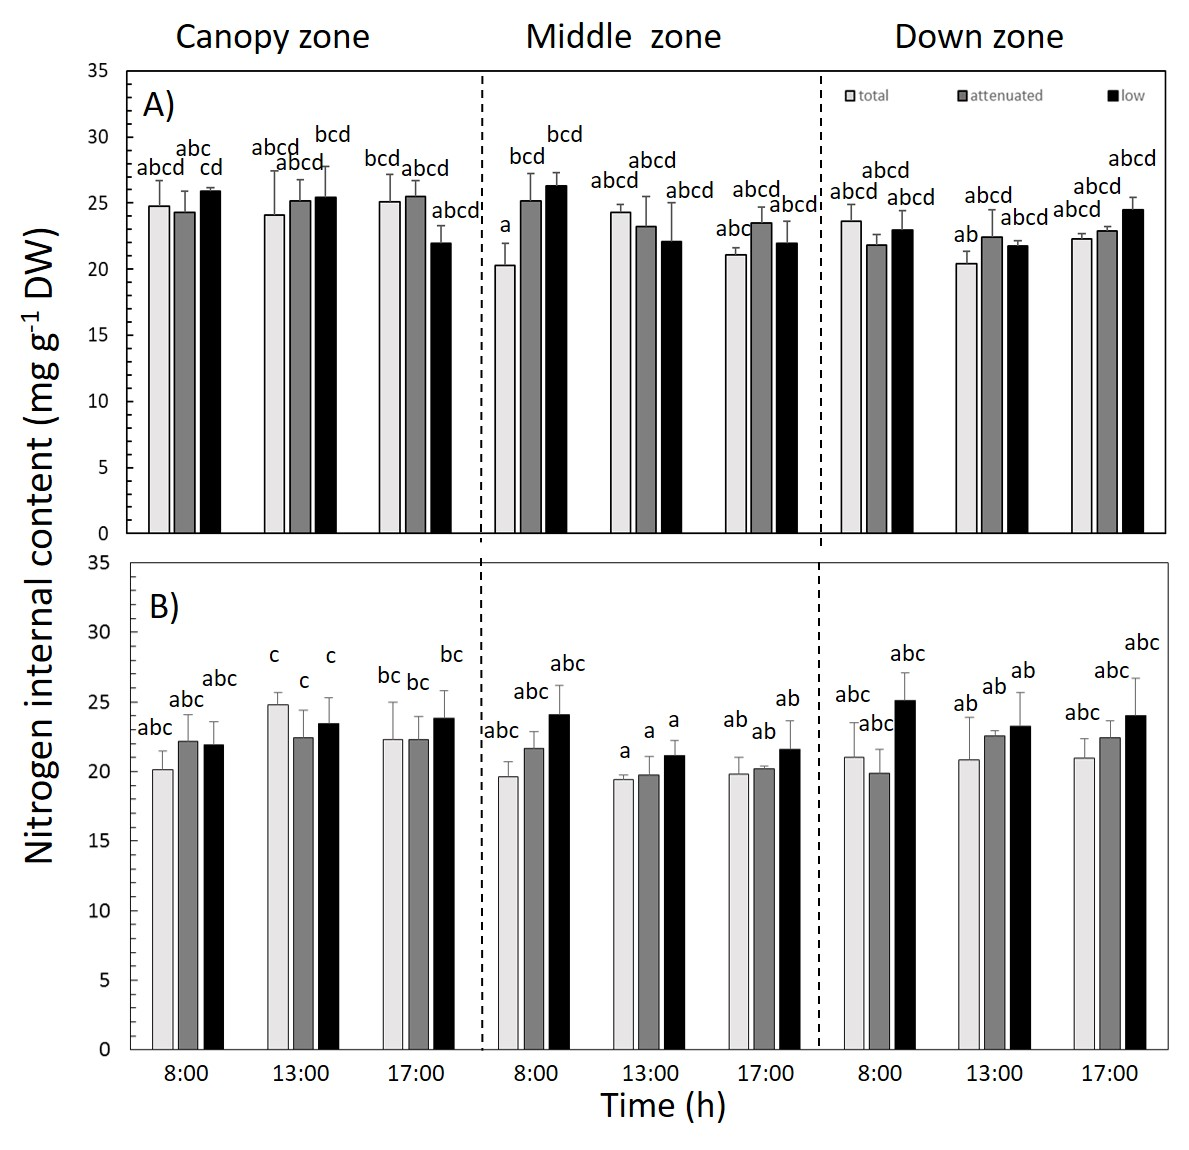 Canopy zone Middle zone Down zone
Nitrogen internal content (mg g-1 DW)
A)
total attenuated low
35
30
25
20
15
10
5
0
abcd abc cd abcd abcd bcd bcd abcd abcd
a bcd bcd abcd abcd abcd abc abcd abcd
abcd abcd abcd ab abcd abcd abcd abcd abcd
B)
35
30
25
20
15
10
5
0
abc abc abc c c c bc bc bc
abc abc abc a a a ab ab ab
abc abc abc ab ab ab abc abc abc
8:00 13:00 17:00 8:00 13:00 17:00 8:00 13:00 17:00
Time (h)